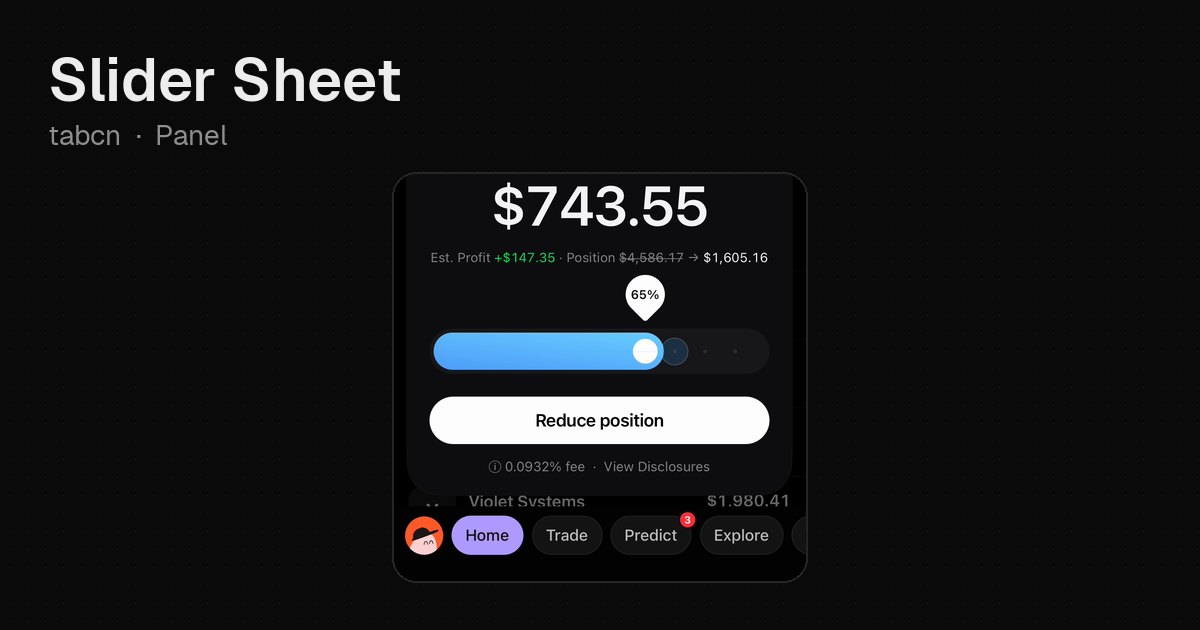 Slider Sheet
tabcn · Panel
$743.55
Est. Profit +$147.35 · Position $4,586.17 → $1,605.16
65%
Reduce position
ⓘ 0.0932% fee · View Disclosures
Violet Systems $1,980.41
3
Home Trade Predict Explore